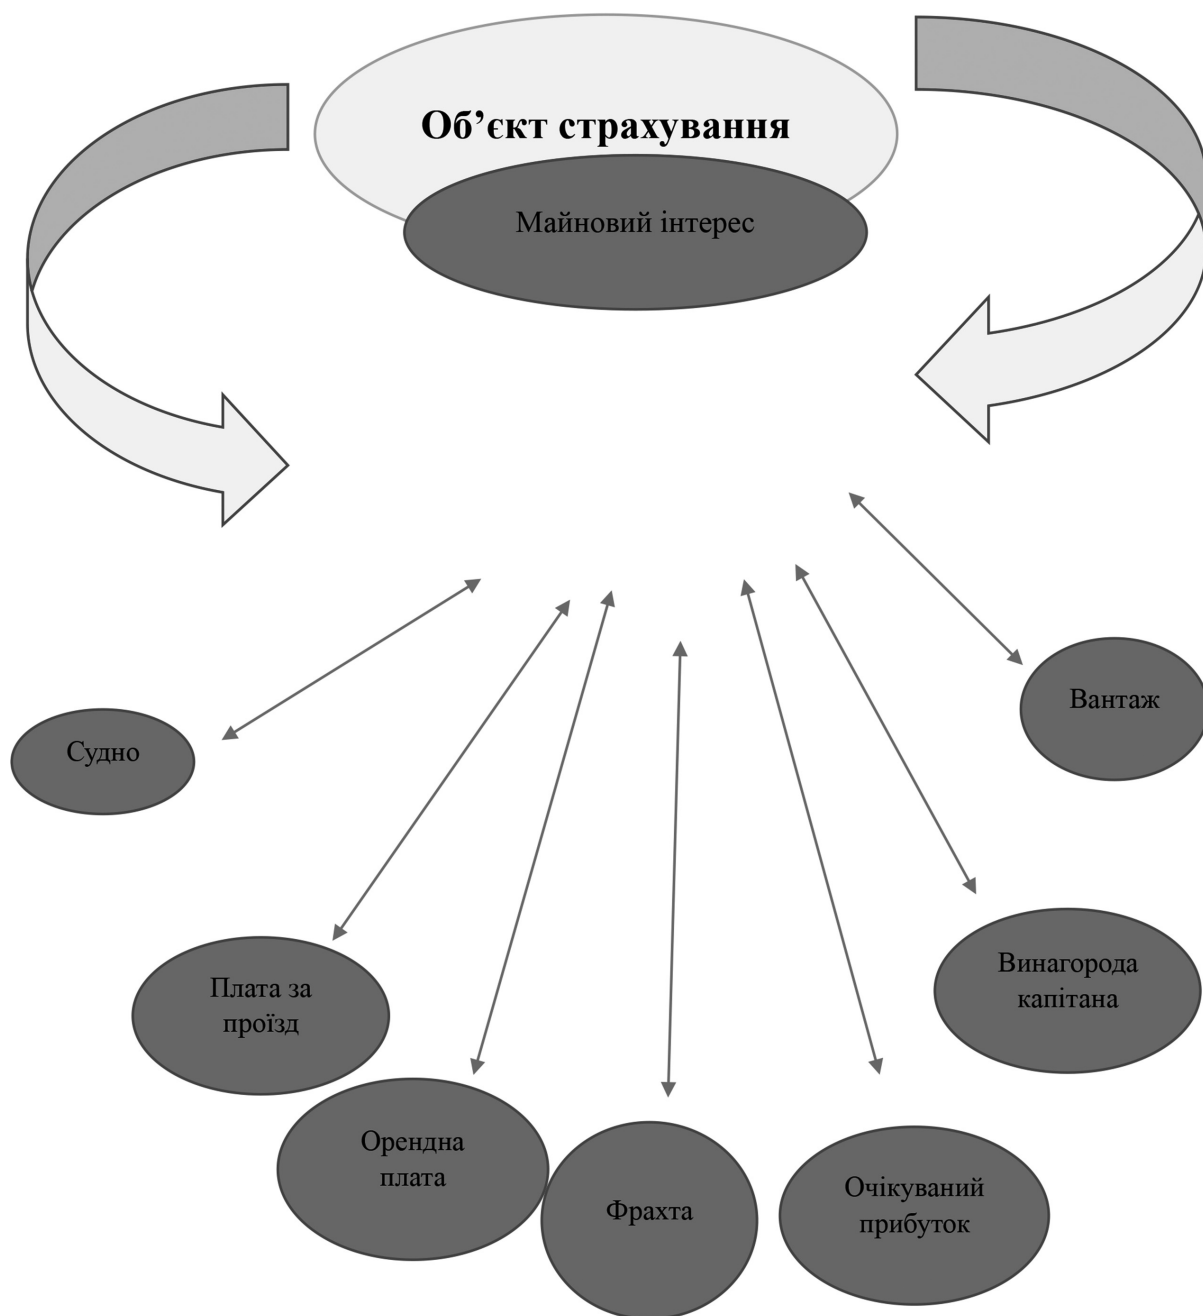 Об’єкт страхування
Майновий інтерес
Вантаж
Судно
Винагорода
капітана
Плата за
проїзд
Орендна
плата
Фрахта
Очікуваний
прибуток